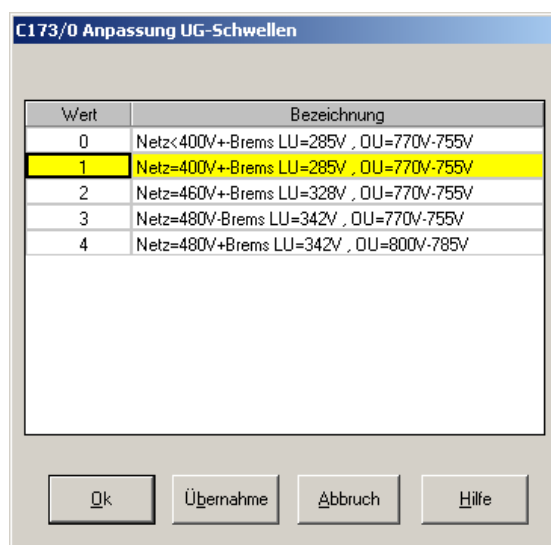 C173/0 Anpassung UG-Schwellen
Wert Bezeichnung
0 Netz<400V+-Brems LU=285V , OU=770V-755V
1 Netz=400V+-Brems LU=285V , OU=770V-755V
2 Netz=460V+-Brems LU=328V , OU=770V-755V
3 Netz=480V-Brems LU=342V , OU=770V-755V
4 Netz=480V+Brems LU=342V , OU=800V-785V
Ok Übernahme Abbruch Hilfe